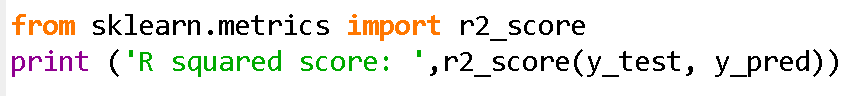 from sklearn.metrics import r2_score
print ('R squared score: ',r2_score(y_test, y_pred))